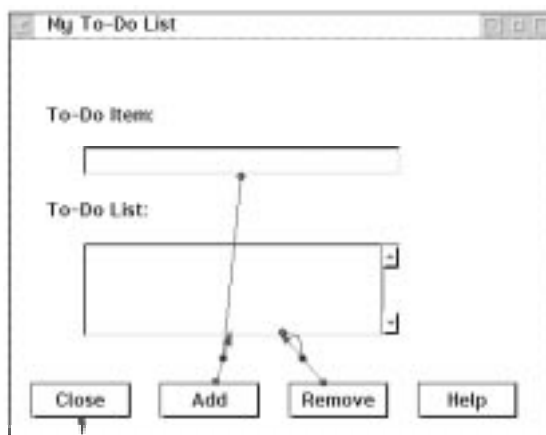 My To-Do List
To-Do Item:
To-Do List:
Close Add Remove Help